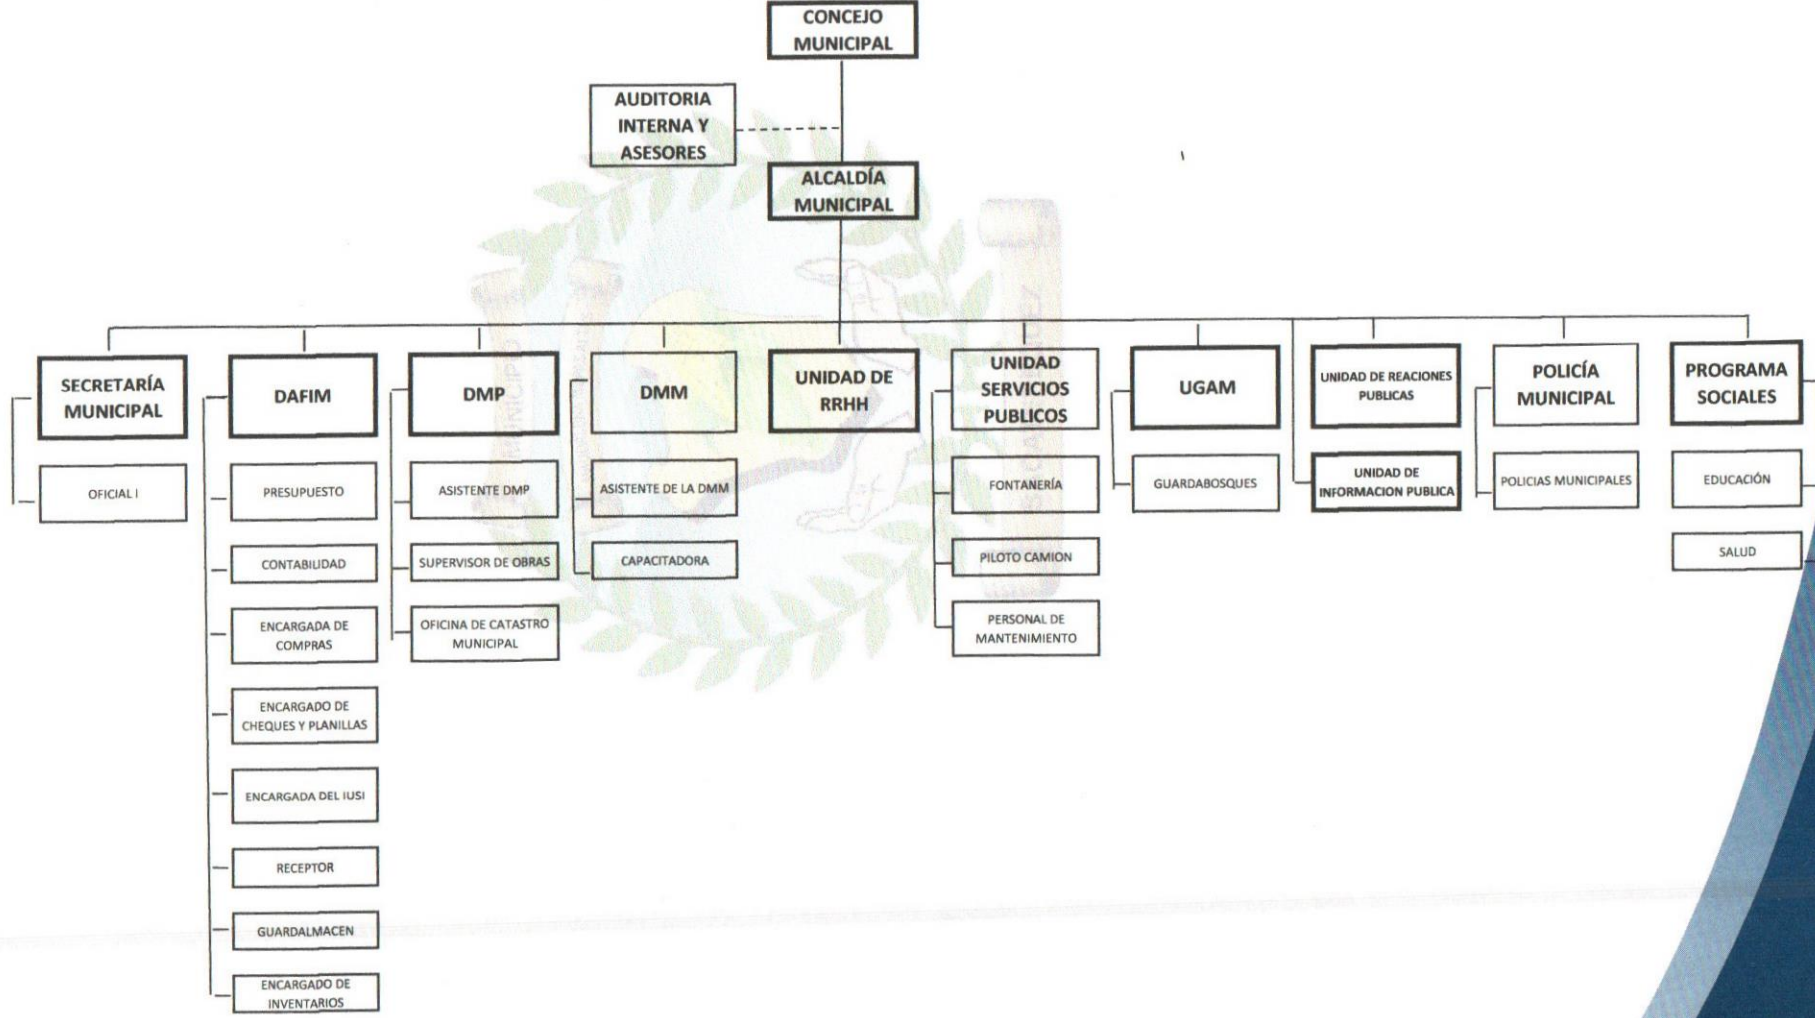 CONCEJO
MUNICIPAL
AUDITORIA
INTERNA Y
ASESORES
ALCALDÍA
MUNICIPAL
SECRETARÍA
MUNICIPAL
OFICIAL I
DAFIM
PRESUPUESTO
CONTABILIDAD
ENCARGADA DE
COMPRAS
ENCARGADO DE
CHEQUES Y PLANILLAS
ENCARGADA DEL IUSI
RECEPTOR
GUARDALMACEN
ENCARGADO DE
INVENTARIOS
DMP
ASISTENTE DMP
SUPERVISOR DE OBRAS
OFICINA DE CATASTRO
MUNICIPAL
DMM
ASISTENTE DE LA DMM
CAPACITADORA
UNIDAD DE
RRHH
UNIDAD
SERVICIOS
PUBLICOS
FONTANERÍA
PILOTO CAMION
PERSONAL DE
MANTENIMIENTO
UGAM
GUARDABOSQUES
UNIDAD DE REACIONES
PUBLICAS
UNIDAD DE
INFORMACION PUBLICA
POLICÍA
MUNICIPAL
POLICIAS MUNICIPALES
PROGRAMA
SOCIALES
EDUCACIÓN
SALUD
MUNICIPIO